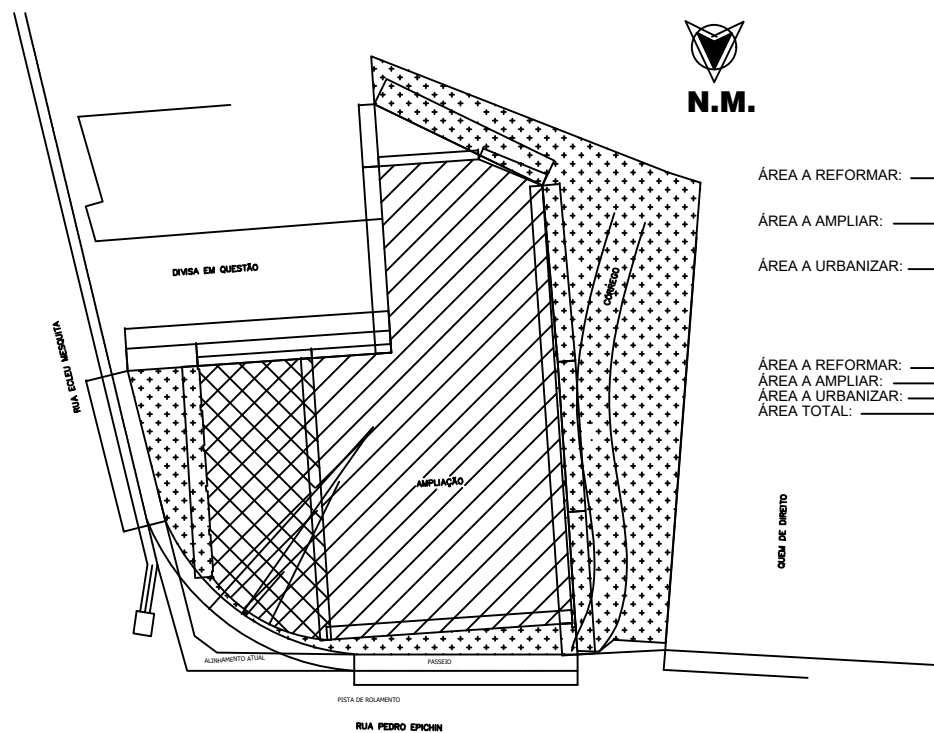 N.M.
ÁREA A REFORMAR:
ÁREA A AMPLIAR:
ÁREA A URBANIZAR:
ÁREA A REFORMAR:
ÁREA A AMPLIAR:
ÁREA A URBANIZAR:
ÁREA TOTAL:
DIVISA EM QUESTÃO
CÓRREGO
RUA ECLEU MESQUITA
AMPLIAÇÃO
QUEM DE DIREITO
ALINHAMENTO ATUAL
PASSEIO
PISTA DE ROLAMENTO
RUA PEDRO EPICHIN